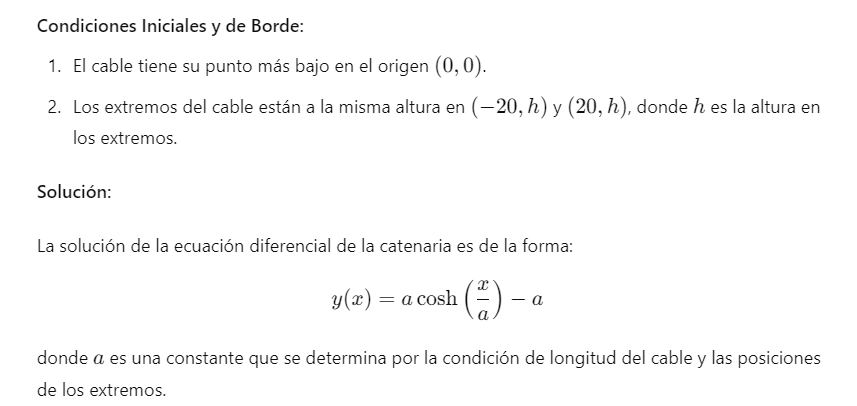 Condiciones Iniciales y de Borde:
1. El cable tiene su punto más bajo en el origen (0, 0).
2. Los extremos del cable están a la misma altura en (−20, h) y (20, h), donde h es la altura en
los extremos.
Solución:
La solución de la ecuación diferencial de la catenaria es de la forma:
y(x) = a cosh (x/a) − a
donde a es una constante que se determina por la condición de longitud del cable y las posiciones
de los extremos.